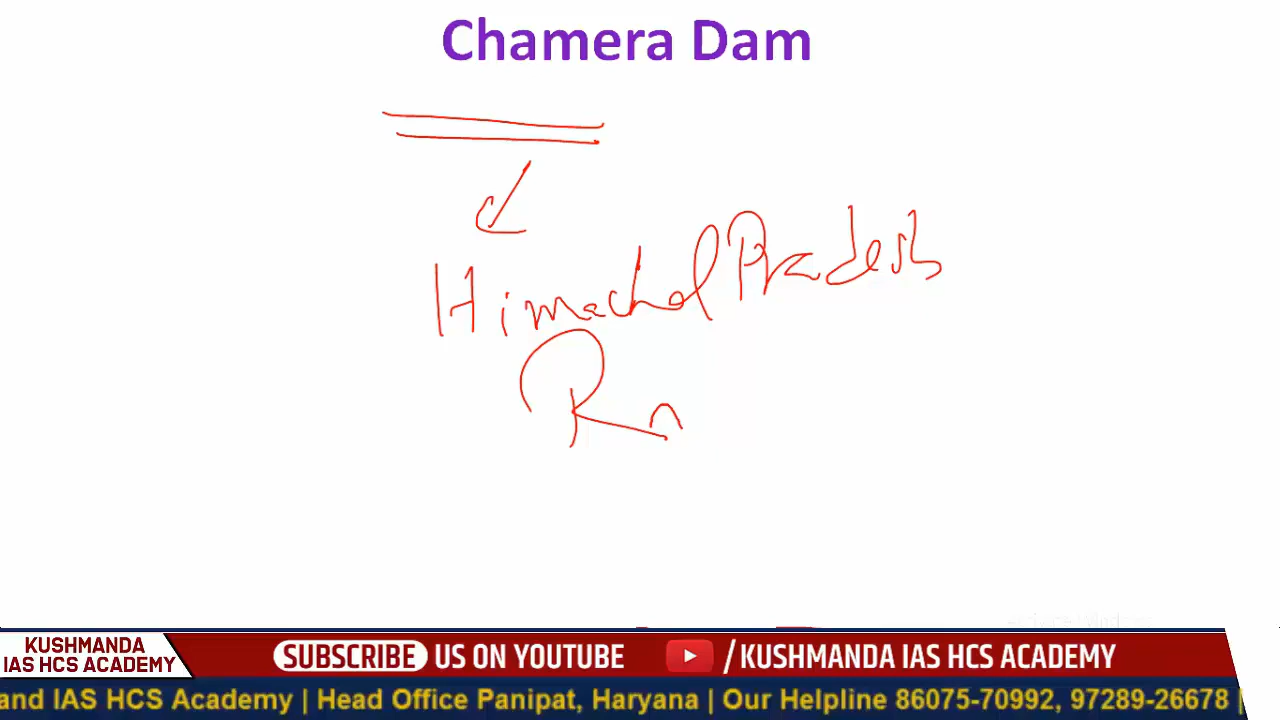 Chamera Dam
Himachal Pradesh
KUSHMANDA
IAS HCS ACADEMY
SUBSCRIBE US ON YOUTUBE
/KUSHMANDA IAS HCS ACADEMY
and IAS HCS Academy | Head Office Panipat, Haryana | Our Helpline 86075-70992, 97289-26678 |